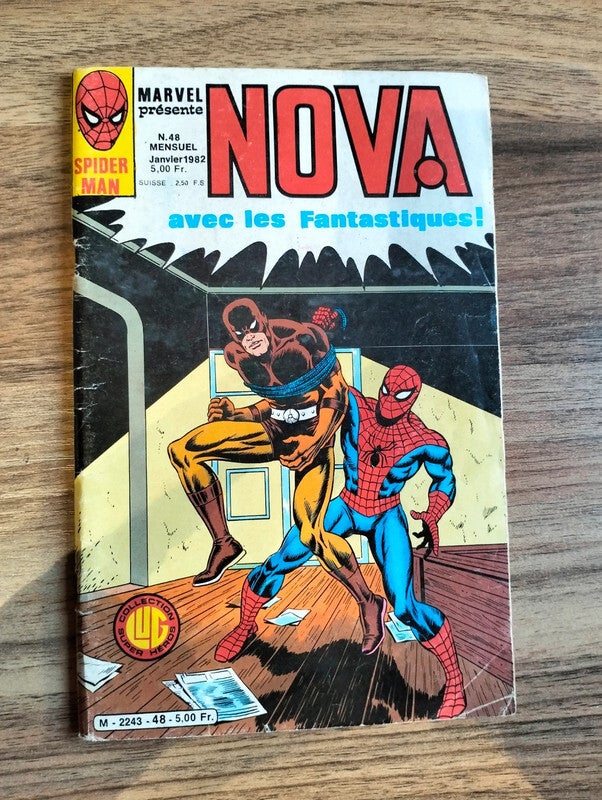 SPIDER
MAN
MARVEL
présente
N.48
MENSUEL
Janvier 1982
5,00 Fr.
SUISSE 2,50 F.S
NOVA
avec les Fantastiques!
COLLECTION
LUG
SUPER HEROS
M - 2243 - 48 - 5,00 Fr.